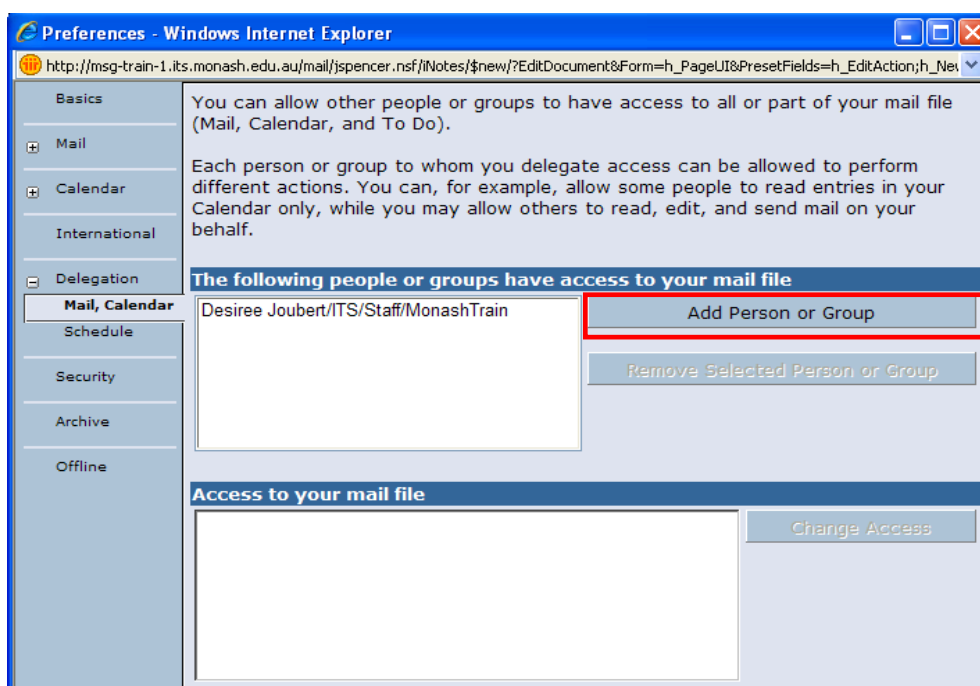 Preferences - Windows Internet Explorer
http://msg-train-1.its.monash.edu.au/mail/jspencer.nsf/iNotes/$new/?EditDocument&Form=h_PageUI&PresetFields=h_EditAction;h_Nev
Basics
Mail
Calendar
International
Delegation
Mail, Calendar
Schedule
Security
Archive
Offline
You can allow other people or groups to have access to all or part of your mail file
(Mail, Calendar, and To Do).
Each person or group to whom you delegate access can be allowed to perform
different actions. You can, for example, allow some people to read entries in your
Calendar only, while you may allow others to read, edit, and send mail on your
behalf.
The following people or groups have access to your mail file
Desiree Joubert/ITS/Staff/MonashTrain
Add Person or Group
Remove Selected Person or Group
Access to your mail file
Change Access